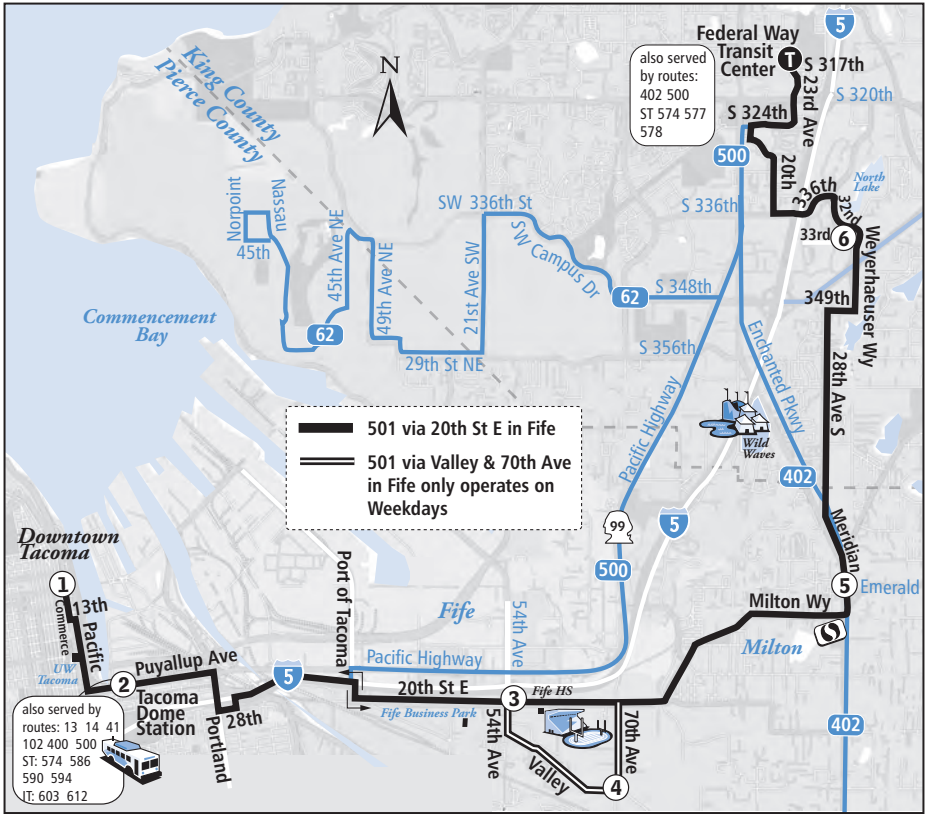 Federal Way
Transit
Center
T
S 317th
5
also served
by routes:
402 500
ST 574 577
578
S 324th
23rd Ave
S 320th
500
20th
336th
32nd
North
Lake
33rd
6
Weyerhaeuser Wy
349th
28th Ave S
King County
Pierce County
N
Norpoint
Nassau
45th
45th Ave NE
62
49th Ave NE
29th St NE
21st Ave SW
SW 336th St
SW Campus Dr
62
S 348th
S 336th
S 356th
Pacific Highway
Enchanted Pkwy
Wild
Waves
402
Commencement
Bay
501 via 20th St E in Fife
501 via Valley & 70th Ave
in Fife only operates on
Weekdays
99
5
500
Meridian
5
Emerald
Milton Wy
Milton
402
Downtown
Tacoma
1
13th
Commerce
Pacific
UW
Tacoma
2
Puyallup Ave
Tacoma
Dome
Station
Portland
28th
5
Port of Tacoma
Fife
54th Ave
Pacific Highway
20th St E
3
Fife HS
Fife Business Park
54th Ave
Valley
70th Ave
4
also served by
routes: 13 14 41
102 400 500
ST: 574 586
590 594
IT: 603 612